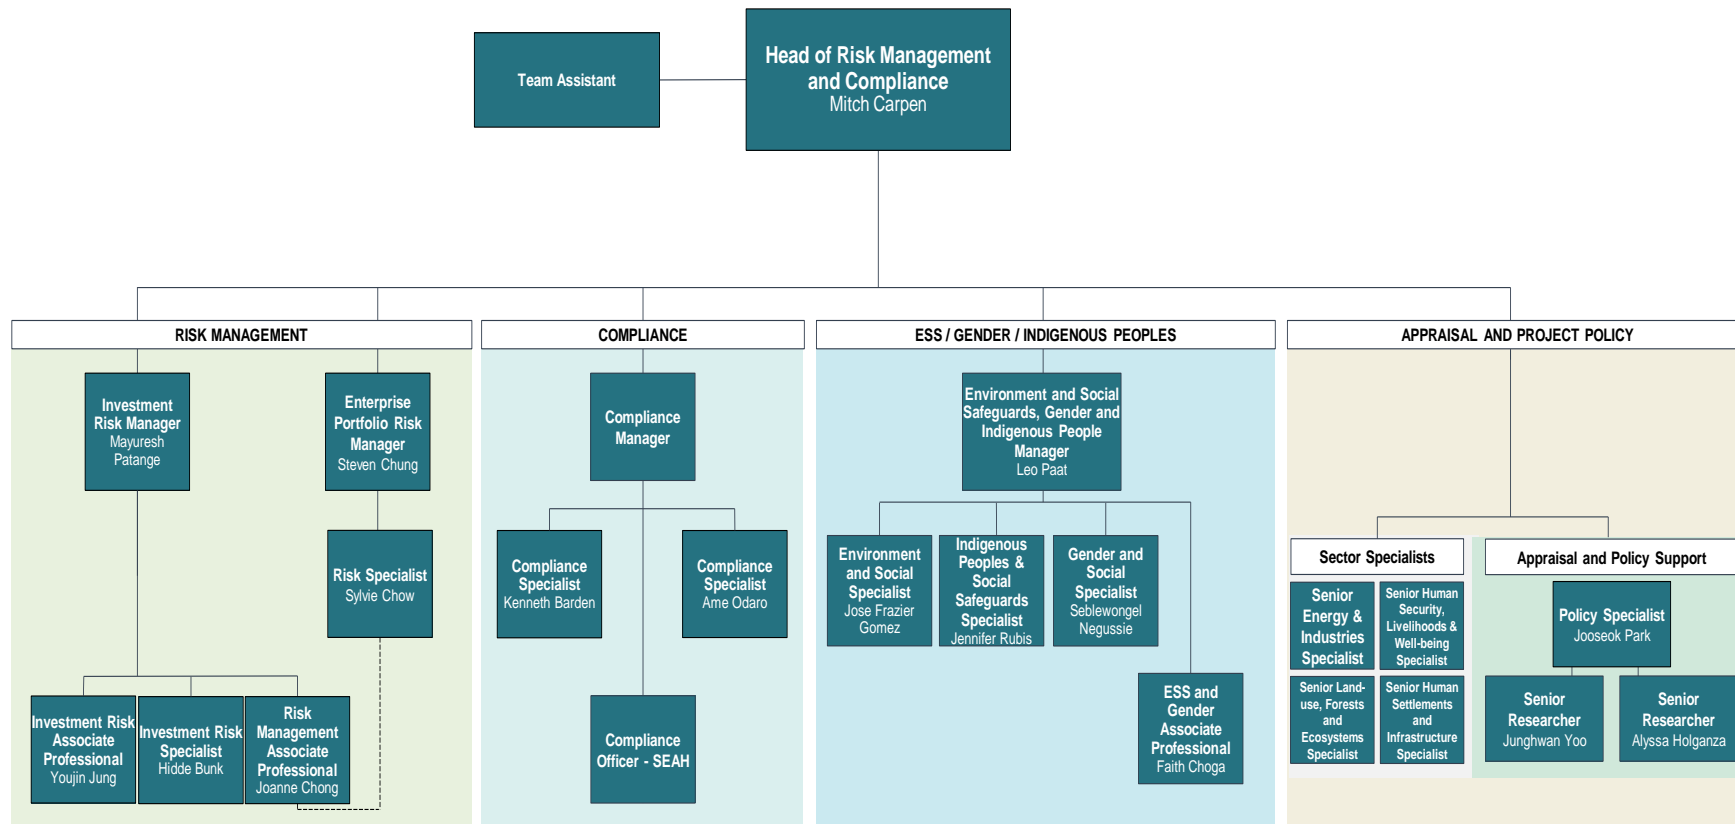 Team Assistant
Head of Risk Management
and Compliance
Mitch Carpen
RISK MANAGEMENT
Investment
Risk Manager
Mayuresh
Patange
Enterprise
Portfolio Risk
Manager
Steven Chung
Risk Specialist
Sylvie Chow
Investment Risk
Associate
Professional
Youjin Jung
Investment Risk
Specialist
Hidde Bunk
Risk
Management
Associate
Professional
Joanne Chong
COMPLIANCE
Compliance
Manager
Compliance
Specialist
Kenneth Barden
Compliance
Specialist
Ame Odaro
Compliance
Officer - SEAH
ESS / GENDER / INDIGENOUS PEOPLES
Environment and Social
Safeguards, Gender and
Indigenous People
Manager
Leo Paat
Environment
and Social
Specialist
Jose Frazier
Gomez
Indigenous
Peoples &
Social
Safeguards
Specialist
Jennifer Rubis
Gender and
Social
Specialist
Seblewongel
Negussie
ESS and
Gender
Associate
Professional
Faith Choga
APPRAISAL AND PROJECT POLICY
Sector Specialists
Senior
Energy &
Industries
Specialist
Senior Human
Security,
Livelihoods &
Well-being
Specialist
Senior Land-
use, Forests
and
Ecosystems
Specialist
Senior Human
Settlements
and
Infrastructure
Specialist
Appraisal and Policy Support
Policy Specialist
Jooseok Park
Senior
Researcher
Junghwan Yoo
Senior
Researcher
Alyssa Holganza